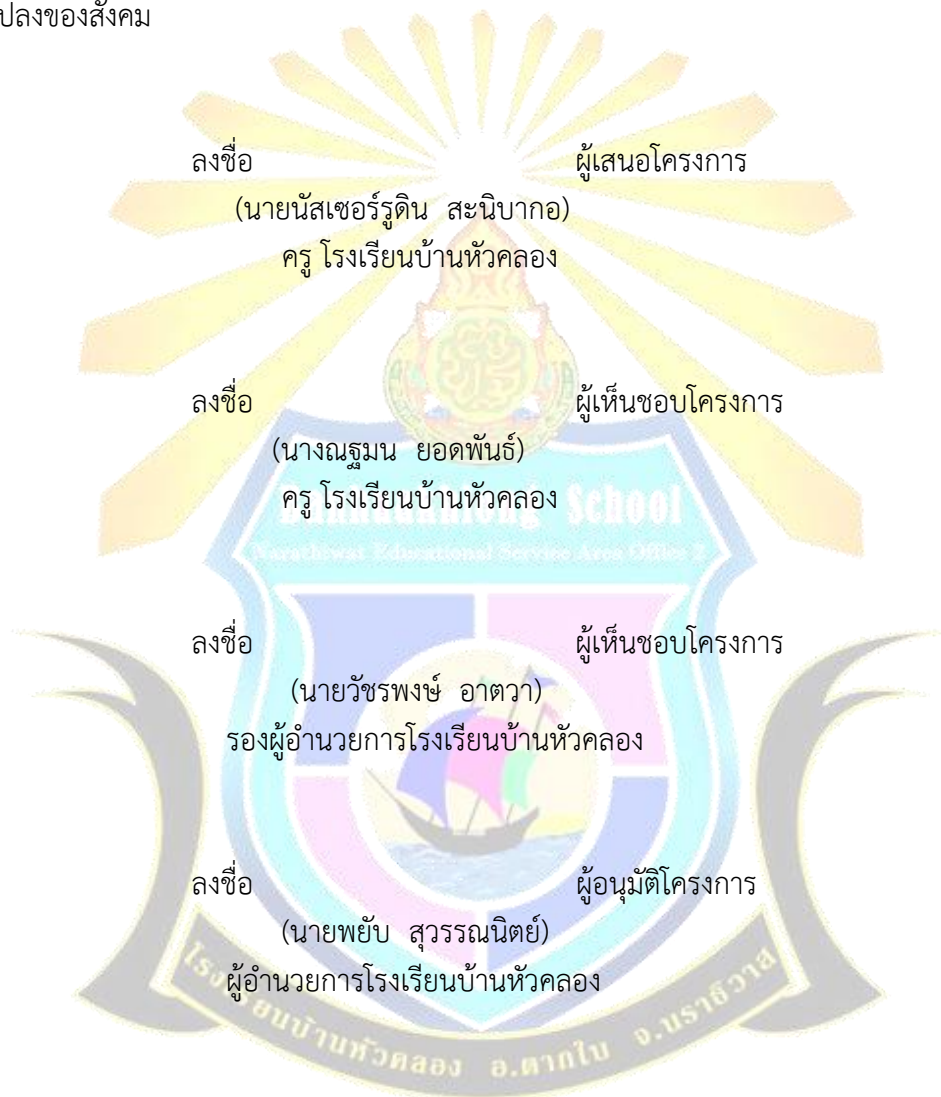 ปลงของสังคม
ลงชื่อ ผู้เสนอโครงการ
(นายนัสเซอร์รูดิน สะนิบากอ)
ครู โรงเรียนบ้านหัวคลอง
ลงชื่อ ผู้เห็นชอบโครงการ
(นางณฐมน ยอดพันธ์)
ครู โรงเรียนบ้านหัวคลอง
Banhuakhlong School
Narathiwat Educational Service Area Office 2
ลงชื่อ ผู้เห็นชอบโครงการ
(นายวัชรพงษ์ อาตวา)
รองผู้อำนวยการโรงเรียนบ้านหัวคลอง
ลงชื่อ ผู้อนุมัติโครงการ
(นายพยับ สุวรรณนิตย์)
ผู้อำนวยการโรงเรียนบ้านหัวคลอง
โรงเรียนบ้านหัวคลอง อ.ตากใบ จ.นราธิวาส